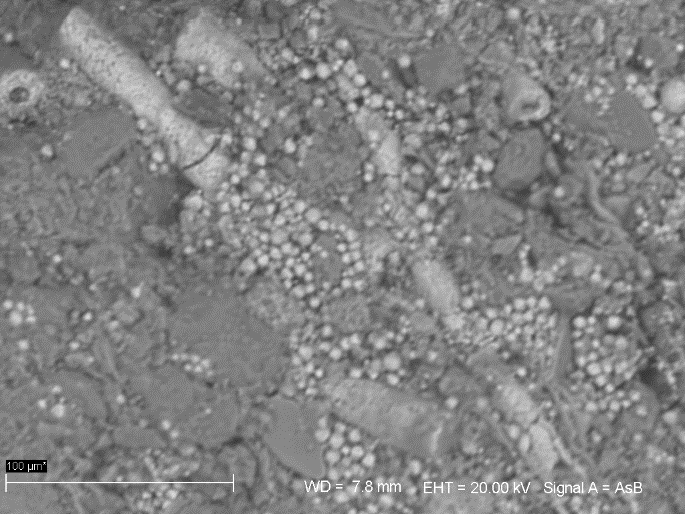 100 µm*
WD = 7.8 mm EHT = 20.00 kV Signal A = AsB